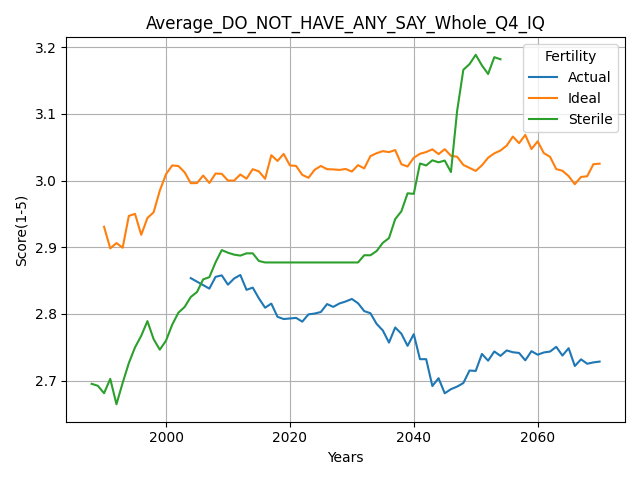 Average_DO_NOT_HAVE_ANY_SAY_Whole_Q4_IQ
3.2
3.1
3.0
2.9
2.8
2.7
Score(1-5)
Fertility
Actual
Ideal
Sterile
2000 2020 2040 2060
Years